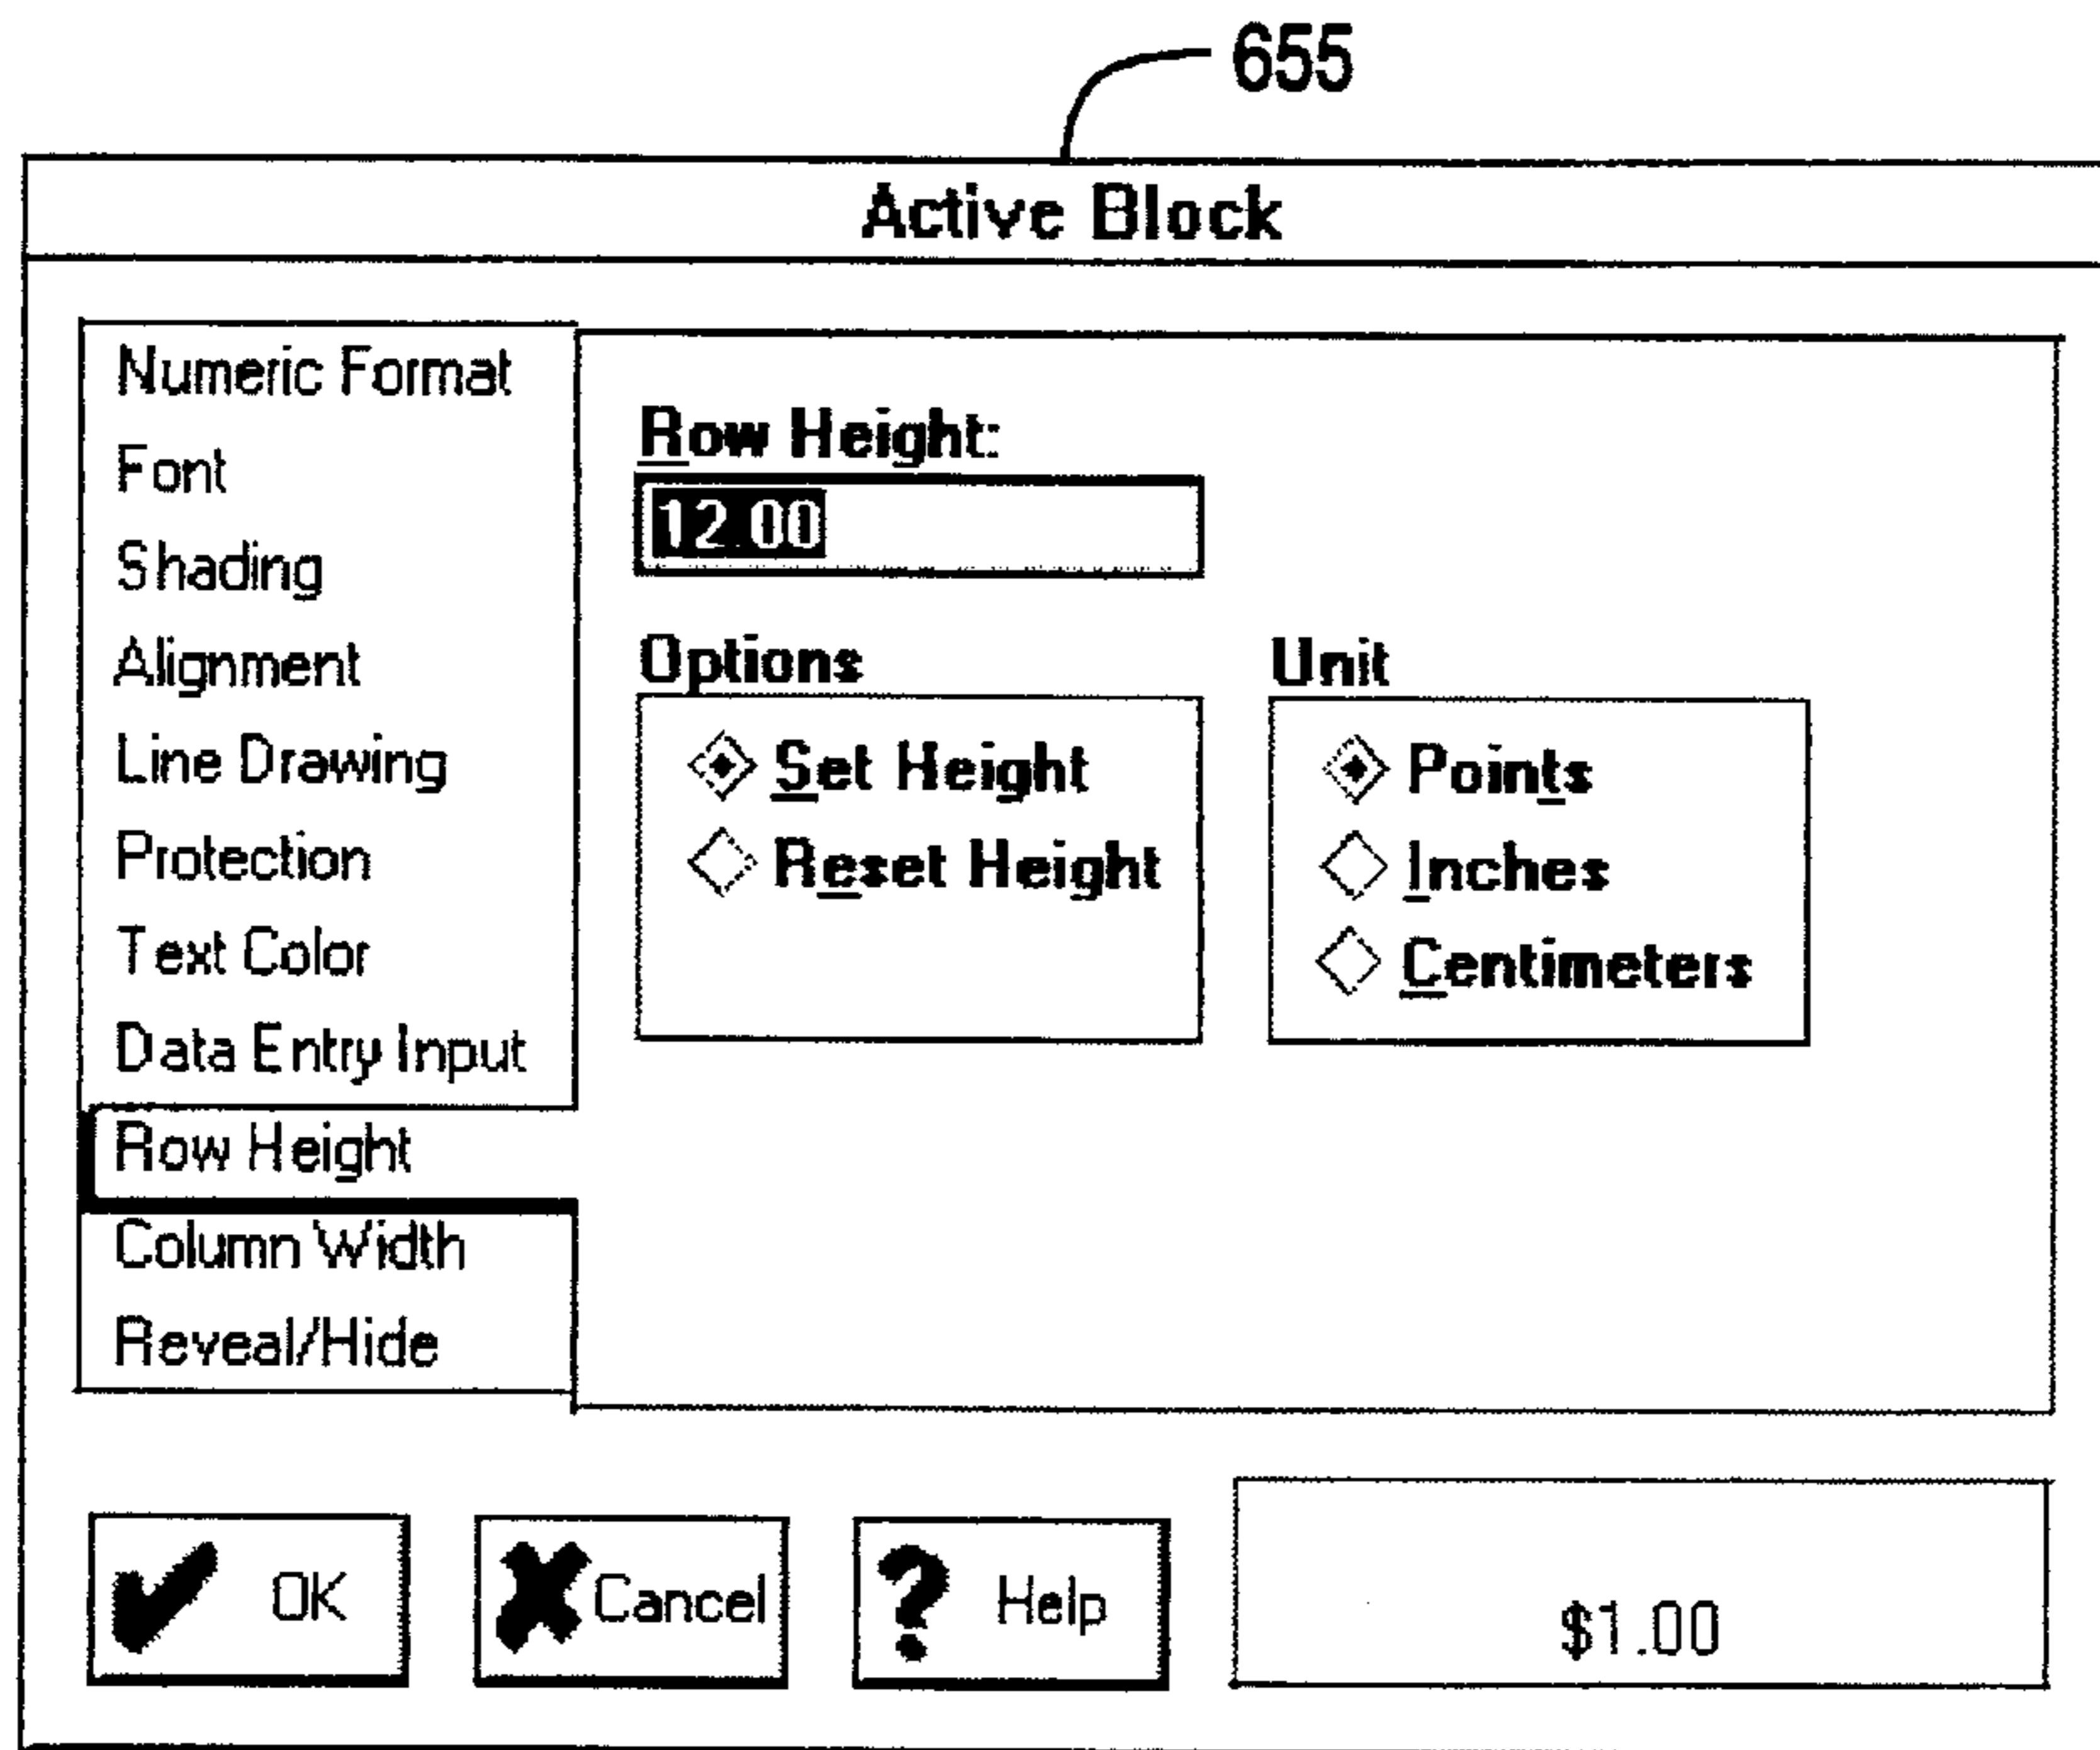 655
Active Block
Numeric Format
Font
Shading
Alignment
Line Drawing
Protection
Text Color
Data Entry Input
Row Height
Column Width
Reveal/Hide
Row Height:
12.00
Options
Set Height
Reset Height
Unit
Points
Inches
Centimeters
OK
Cancel
Help
$1.00